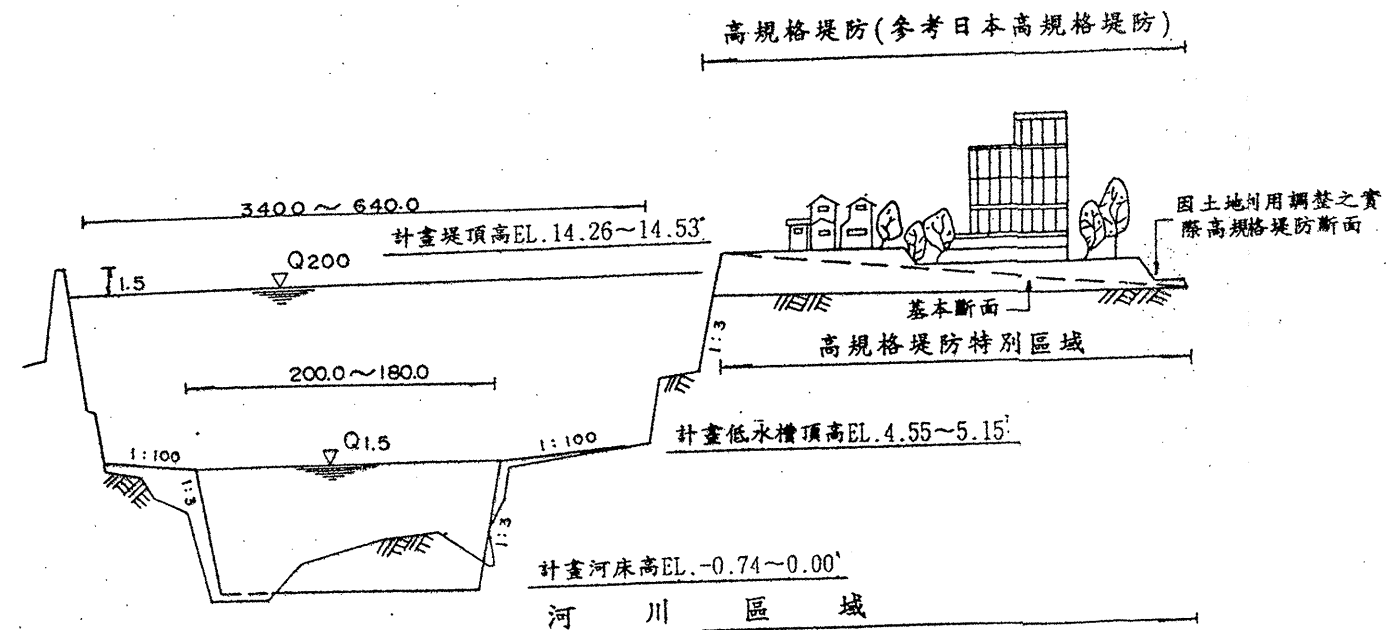 高規格堤防(參考日本高規格堤防)
340.0～640.0
計畫堤頂高EL.14.26～14.53
Q200
1.5
因土地利用調整之實
際高規格堤防斷面
基本斷面
1:3
高規格堤防特別區域
200.0～180.0
計畫低水槽頂高EL.4.55～5.15
Q1.5
1:100
1:100
1:3
1:3
計畫河床高EL.-0.74～0.00
河川區域